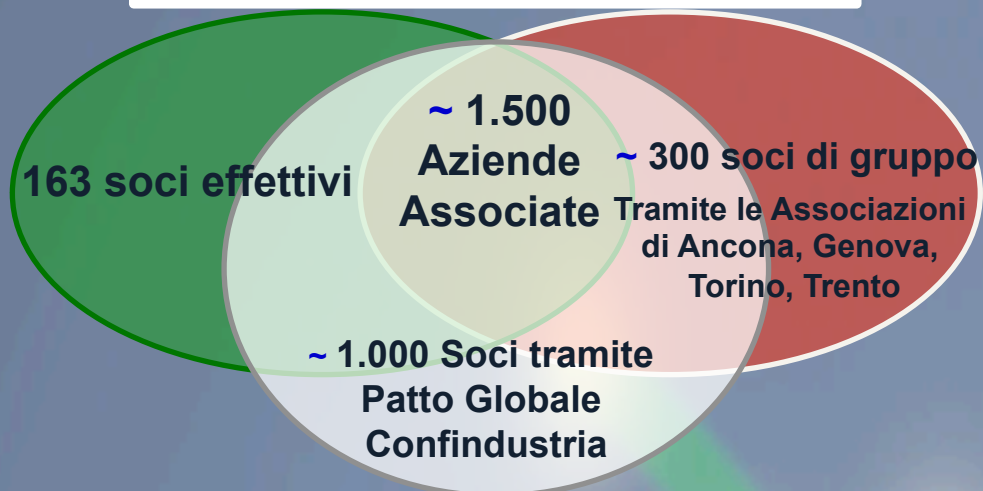 163 soci effettivi
~ 1.500
Aziende
Associate
~ 300 soci di gruppo
Tramite le Associazioni
di Ancona, Genova,
Torino, Trento
~ 1.000 Soci tramite
Patto Globale
Confindustria